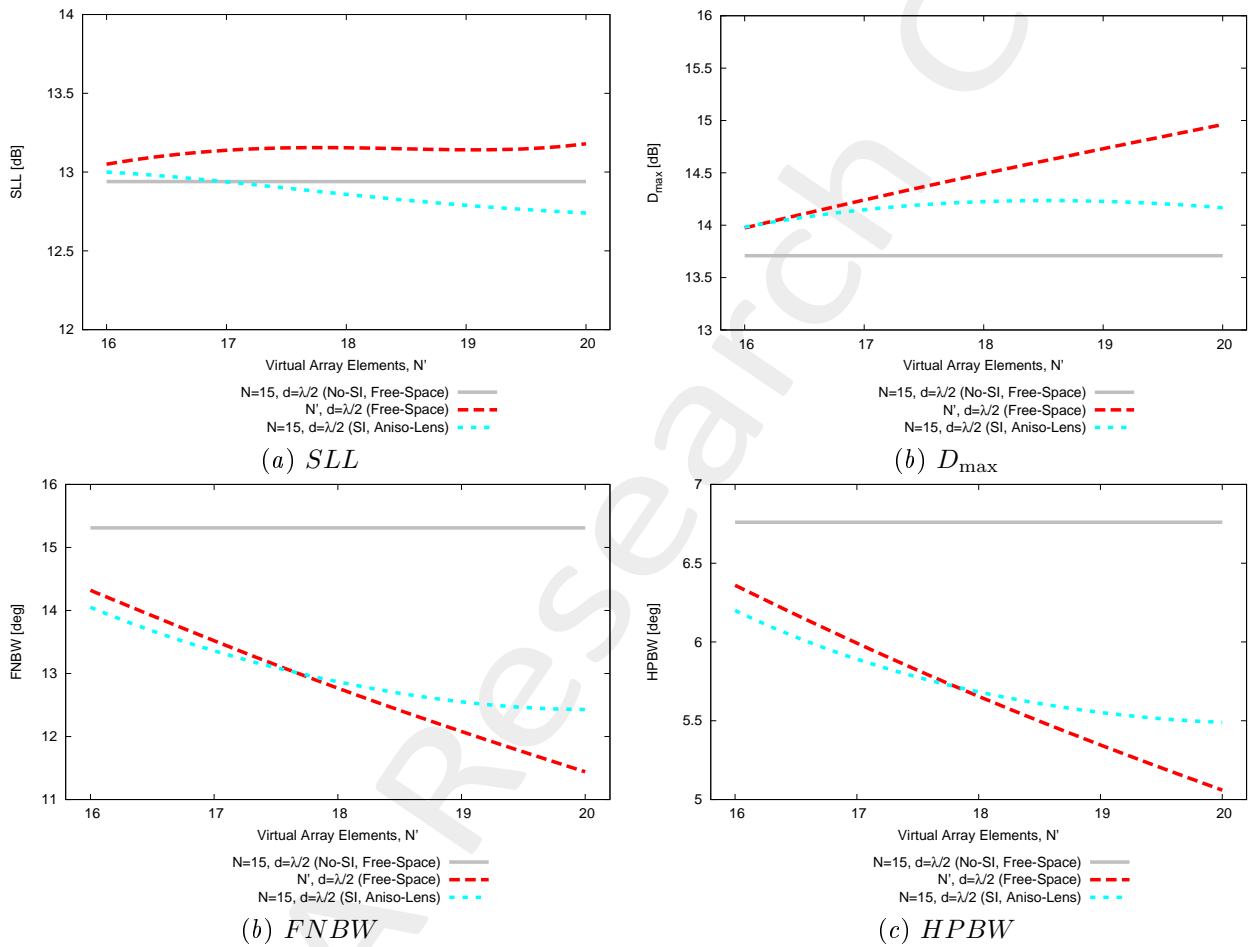 14
13.5
13
12.5
12
SLL [dB]
16 17 18 19 20
Virtual Array Elements, N'
N=15, d=λ/2 (No-SI, Free-Space)
N', d=λ/2 (Free-Space)
N=15, d=λ/2 (SI, Aniso-Lens)
(a) SLL
16
15.5
15
14.5
14
13.5
13
Dmax [dB]
16 17 18 19 20
Virtual Array Elements, N'
N=15, d=λ/2 (No-SI, Free-Space)
N', d=λ/2 (Free-Space)
N=15, d=λ/2 (SI, Aniso-Lens)
(b) Dmax
16
15
14
13
12
11
FNBW [deg]
16 17 18 19 20
Virtual Array Elements, N'
N=15, d=λ/2 (No-SI, Free-Space)
N', d=λ/2 (Free-Space)
N=15, d=λ/2 (SI, Aniso-Lens)
(b) FNBW
7
6.5
6
5.5
5
HPBW [deg]
16 17 18 19 20
Virtual Array Elements, N'
N=15, d=λ/2 (No-SI, Free-Space)
N', d=λ/2 (Free-Space)
N=15, d=λ/2 (SI, Aniso-Lens)
(c) HPBW
A Research C